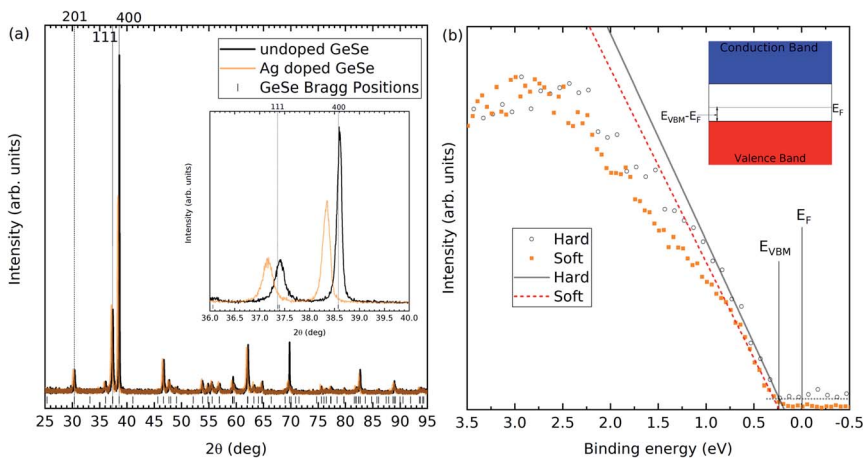 201
400
111
(a)
undoped GeSe
Ag doped GeSe
GeSe Bragg Positions
111
400
Intensity (arb. units)
36.0 36.5 37.0 37.5 38.0 38.5 39.0 39.5 40.0
2θ (deg)
Intensity (arb. units)
25 30 35 40 45 50 55 60 65 70 75 80 85 90 95
2θ (deg)
(b)
Conduction Band
E_VBM-E_F
E_F
Valence Band
Hard
Soft
Hard
Soft
E_VBM
E_F
Intensity (arb. units)
3.5 3.0 2.5 2.0 1.5 1.0 0.5 0.0 -0.5
Binding energy (eV)